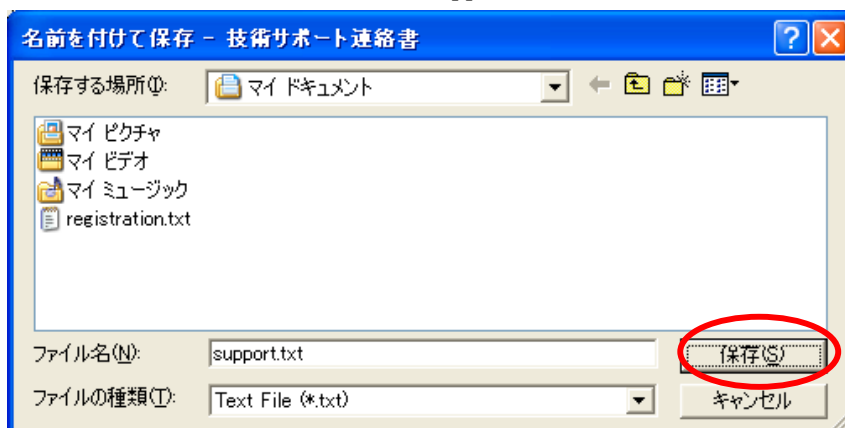 名前を付けて保存 - 技術サポート連絡書
保存する場所(I):
マイ ドキュメント
マイ ピクチャ
マイ ビデオ
マイ ミュージック
registration.txt
ファイル名(N):
support.txt
保存(S)
ファイルの種類(T):
Text File (*.txt)
キャンセル